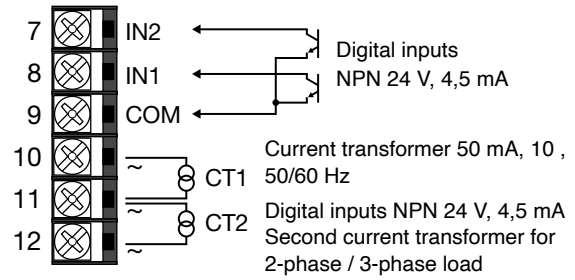 7 IN2
8 IN1
9 COM
Digital inputs
NPN 24 V, 4,5 mA
10
11
12
~
~
~
~
CT1
CT2
Current transformer 50 mA, 10 ,
50/60 Hz
Digital inputs NPN 24 V, 4,5 mA
Second current transformer for
2-phase / 3-phase load